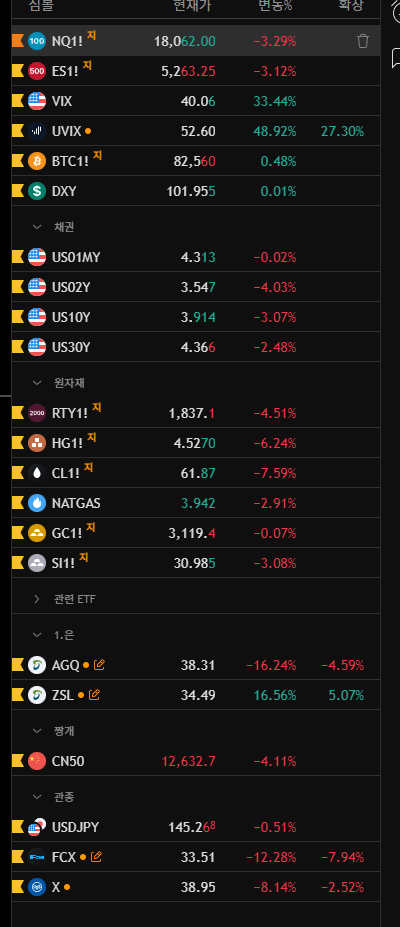 심볼 현재가 변동% 확장
100 NQ1! 지 18,062.00 −3.29%
500 ES1! 지 5,263.25 −3.12%
VIX 40.06 33.44%
UVIX 52.60 48.92% 27.30%
BTC1! 지 82,560 0.48%
DXY 101.955 0.01%
채권
US01MY 4.313 −0.02%
US02Y 3.547 −4.03%
US10Y 3.914 −3.07%
US30Y 4.366 −2.48%
원자재
2000 RTY1! 지 1,837.1 −4.51%
HG1! 지 4.5270 −6.24%
CL1! 지 61.87 −7.59%
NATGAS 3.942 −2.91%
GC1! 지 3,119.4 −0.07%
SI1! 지 30.985 −3.08%
관련 ETF
1.은
AGQ 38.31 −16.24% −4.59%
ZSL 34.49 16.56% 5.07%
짱개
CN50 12,632.7 −4.11%
관종
USDJPY 145.268 −0.51%
FCX 33.51 −12.28% −7.94%
X 38.95 −8.14% −2.52%